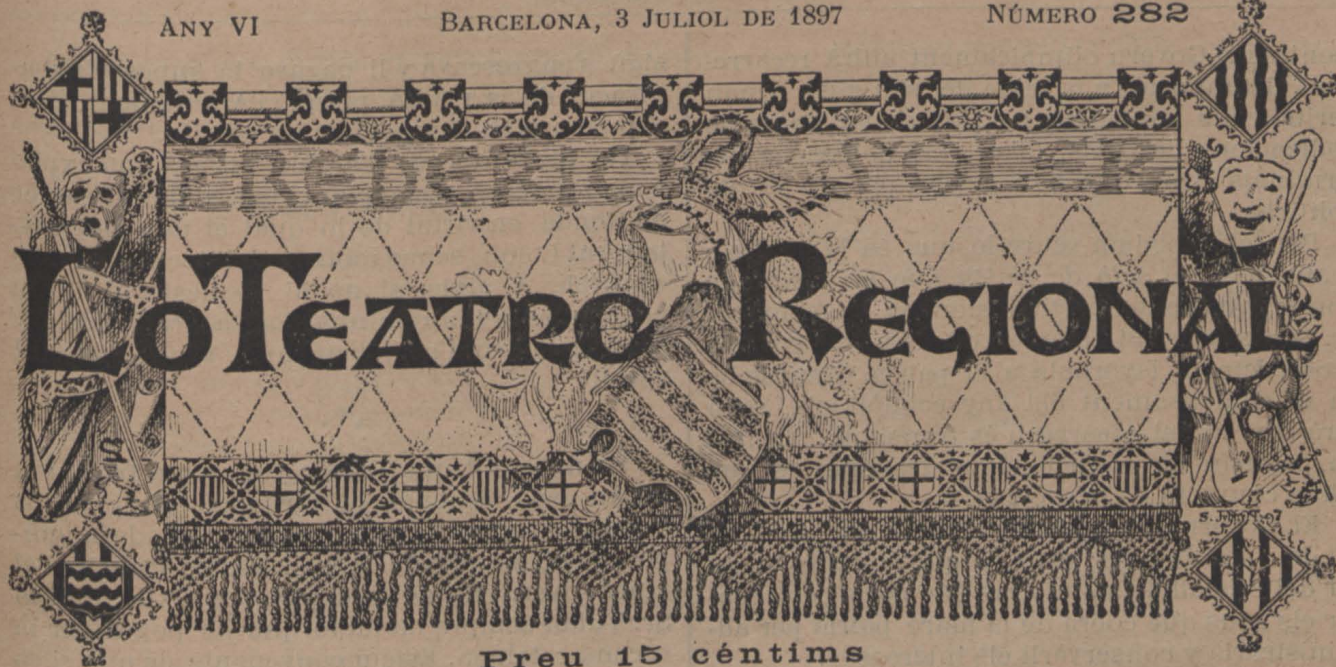 ANY VI BARCELONA, 3 JULIOL DE 1897 NÚMERO 282
FREDERICH SOLER
LO TEATRO REGIONAL
Preu 15 céntims